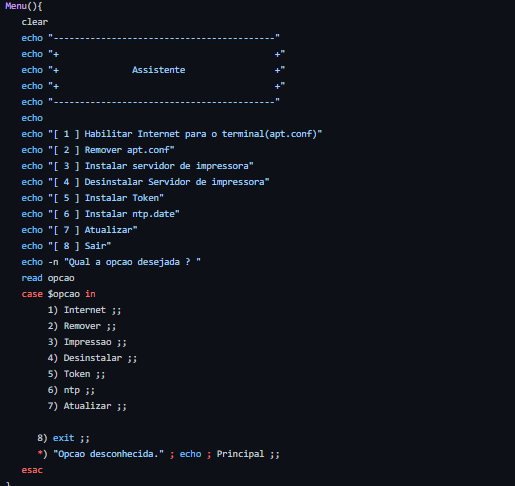 Menu(){
   clear
   echo "------------------------------------------"
   echo "+                                         +"
   echo "+              Assistente                 +"
   echo "+                                         +"
   echo "------------------------------------------"
   echo
   echo "[ 1 ] Habilitar Internet para o terminal(apt.conf)"
   echo "[ 2 ] Remover apt.conf"
   echo "[ 3 ] Instalar servidor de impressora"
   echo "[ 4 ] Desinstalar Servidor de impressora"
   echo "[ 5 ] Instalar Token"
   echo "[ 6 ] Instalar ntp.date"
   echo "[ 7 ] Atualizar"
   echo "[ 8 ] Sair"
   echo -n "Qual a opcao desejada ? "
   read opcao
   case $opcao in
        1) Internet ;;
        2) Remover ;;
        3) Impressao ;;
        4) Desinstalar ;;
        5) Token ;;
        6) ntp ;;
        7) Atualizar ;;

      8) exit ;;
      *) "Opcao desconhecida." ; echo ; Principal ;;
   esac
}